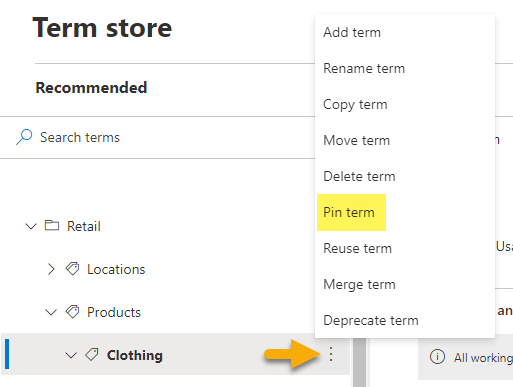 Term store
Recommended
Search terms
Retail
Locations
Products
Clothing
Add term
Rename term
Copy term
Move term
Delete term
Pin term
Reuse term
Merge term
Deprecate term
All working